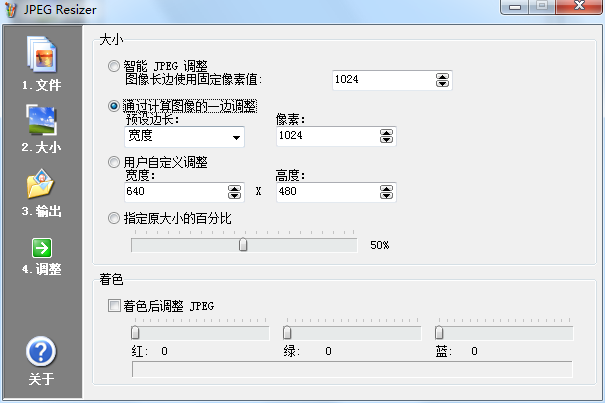 JPEG Resizer
1.文件
2.大小
3.输出
4.调整
关于
大小
智能 JPEG 调整
图像长边使用固定像素值: 1024
通过计算图像的一边调整
预设边长: 像素:
宽度 1024
用户自定义调整
宽度: 高度:
640 X 480
指定原大小的百分比
50%
着色
着色后调整 JPEG
红: 0 绿: 0 蓝: 0